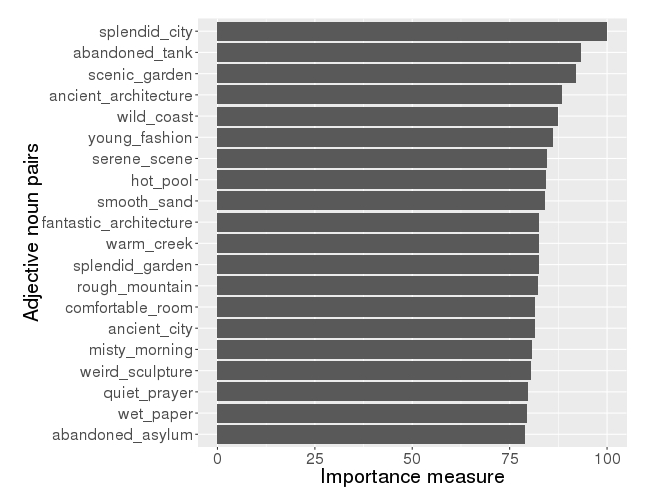 splendid_city
abandoned_tank
scenic_garden
ancient_architecture
wild_coast
young_fashion
serene_scene
hot_pool
smooth_sand
fantastic_architecture
warm_creek
splendid_garden
rough_mountain
comfortable_room
ancient_city
misty_morning
weird_sculpture
quiet_prayer
wet_paper
abandoned_asylum
Adjective noun pairs
0 25 50 75 100
Importance measure